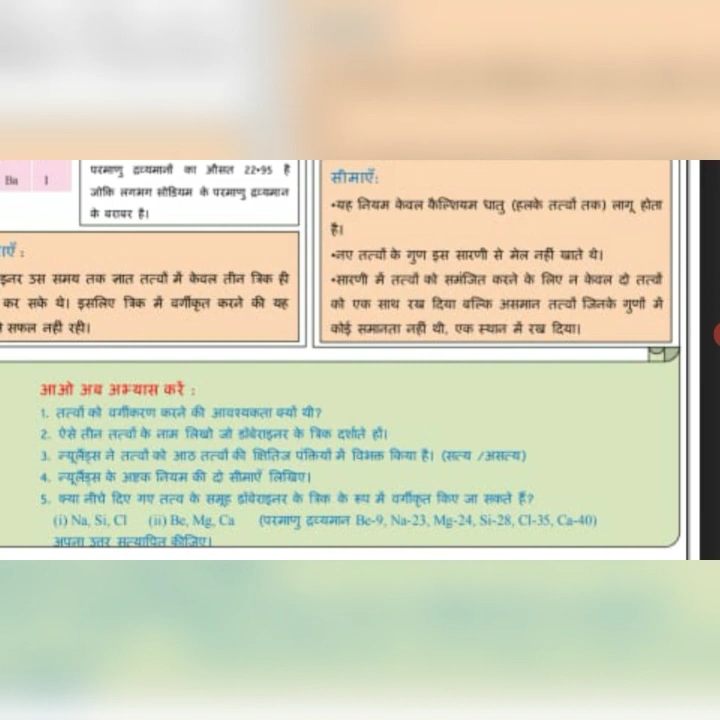 Ba I
परमाणु द्रव्यमानों का औसत 22•95 है
जोकि लगभग सोडियम के परमाणु द्रव्यमान
के बराबर है।
इनर उस समय तक ज्ञात तत्वों में केवल तीन त्रिक ही
कर सके थे। इसलिए त्रिक में वर्गीकृत करने की यह
सफल नहीं रही।
सीमाएँ:
•यह नियम केवल कैल्शियम धातु (हलके तत्वों तक) लागू होता
है।
•नए तत्वों के गुण इस सारणी से मेल नहीं खाते थे।
•सारणी में तत्वों को समंजित करने के लिए न केवल दो तत्वों
को एक साथ रख दिया बल्कि असमान तत्वों जिनके गुणों में
कोई समानता नहीं थी, एक स्थान में रख दिया।
आओ अब अभ्यास करें :
1. तत्वों को वर्गीकरण करने की आवश्यकता क्यों थी?
2. ऐसे तीन तत्वों के नाम लिखो जो डॉबेराइनर के त्रिक दर्शाते हों।
3. न्यूलैंड्स ने तत्वों को आठ तत्वों की क्षितिज पंक्तियों में विभक्त किया है। (सत्य /असत्य)
4. न्यूलैंड्स के अष्टक नियम की दो सीमाएँ लिखिए।
5. क्या नीचे दिए गए तत्व के समूह डॉबेराइनर के त्रिक के रूप में वर्गीकृत किए जा सकते हैं?
(i) Na, Si, Cl (ii) Be, Mg, Ca (परमाणु द्रव्यमान Be-9, Na-23, Mg-24, Si-28, Cl-35, Ca-40)
अपना उत्तर सत्यापित कीजिए।